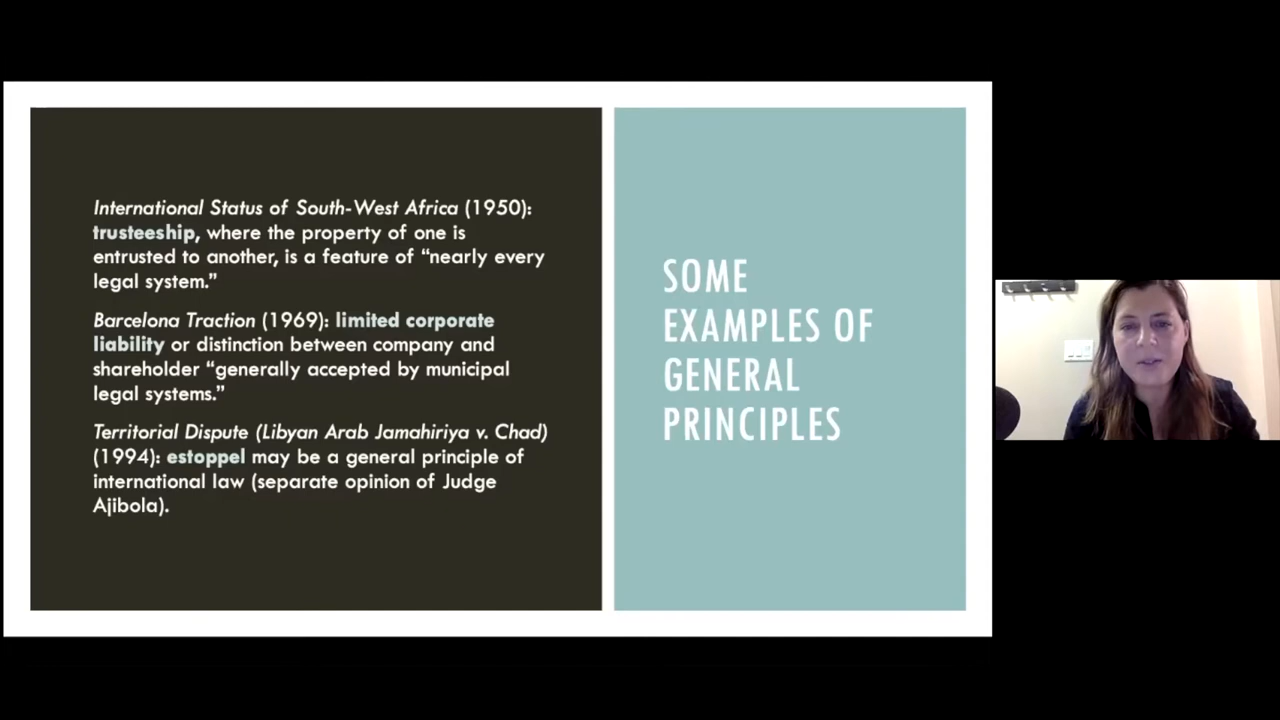 International Status of South-West Africa (1950):
trusteeship, where the property of one is
entrusted to another, is a feature of “nearly every
legal system.”
Barcelona Traction (1969): limited corporate
liability or distinction between company and
shareholder “generally accepted by municipal
legal systems.”
Territorial Dispute (Libyan Arab Jamahiriya v. Chad)
(1994): estoppel may be a general principle of
international law (separate opinion of Judge
Ajibola).
SOME
EXAMPLES OF
GENERAL
PRINCIPLES